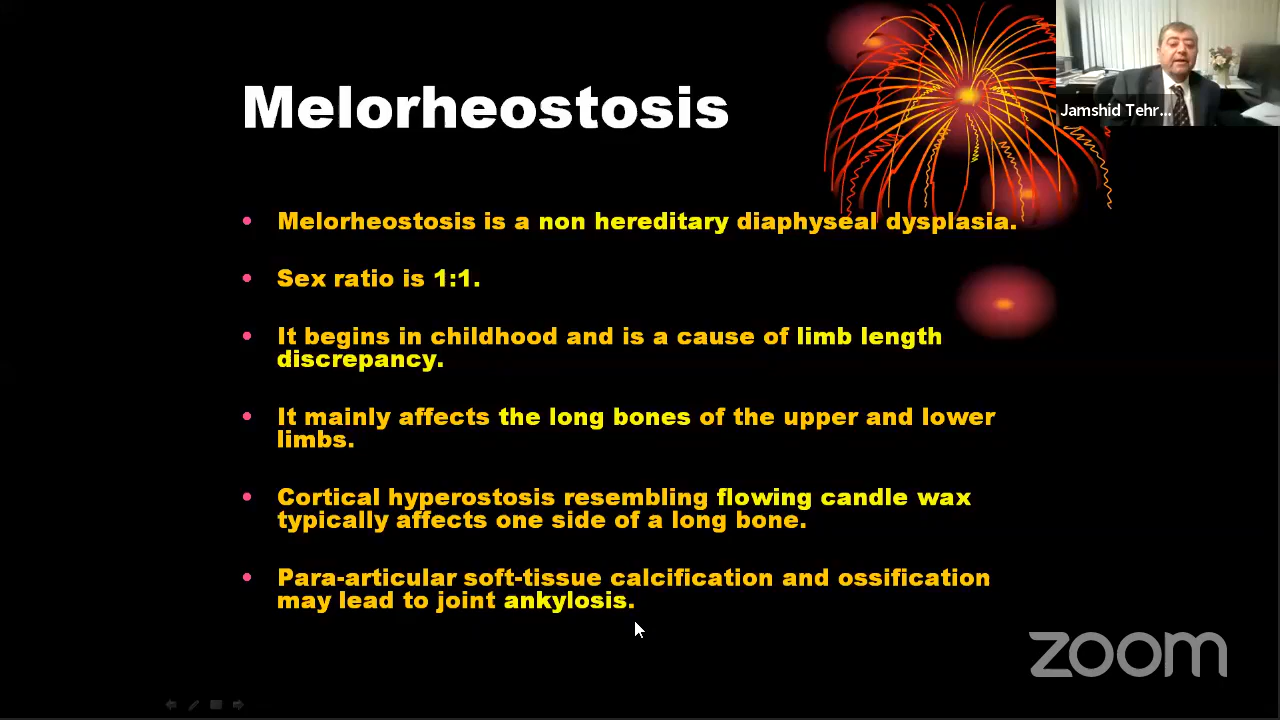 Melorheostosis
Jamshid Tehr...
• Melorheostosis is a non hereditary diaphyseal dysplasia.
• Sex ratio is 1:1.
• It begins in childhood and is a cause of limb length
discrepancy.
• It mainly affects the long bones of the upper and lower
limbs.
• Cortical hyperostosis resembling flowing candle wax
typically affects one side of a long bone.
• Para-articular soft-tissue calcification and ossification
may lead to joint ankylosis.
zoom